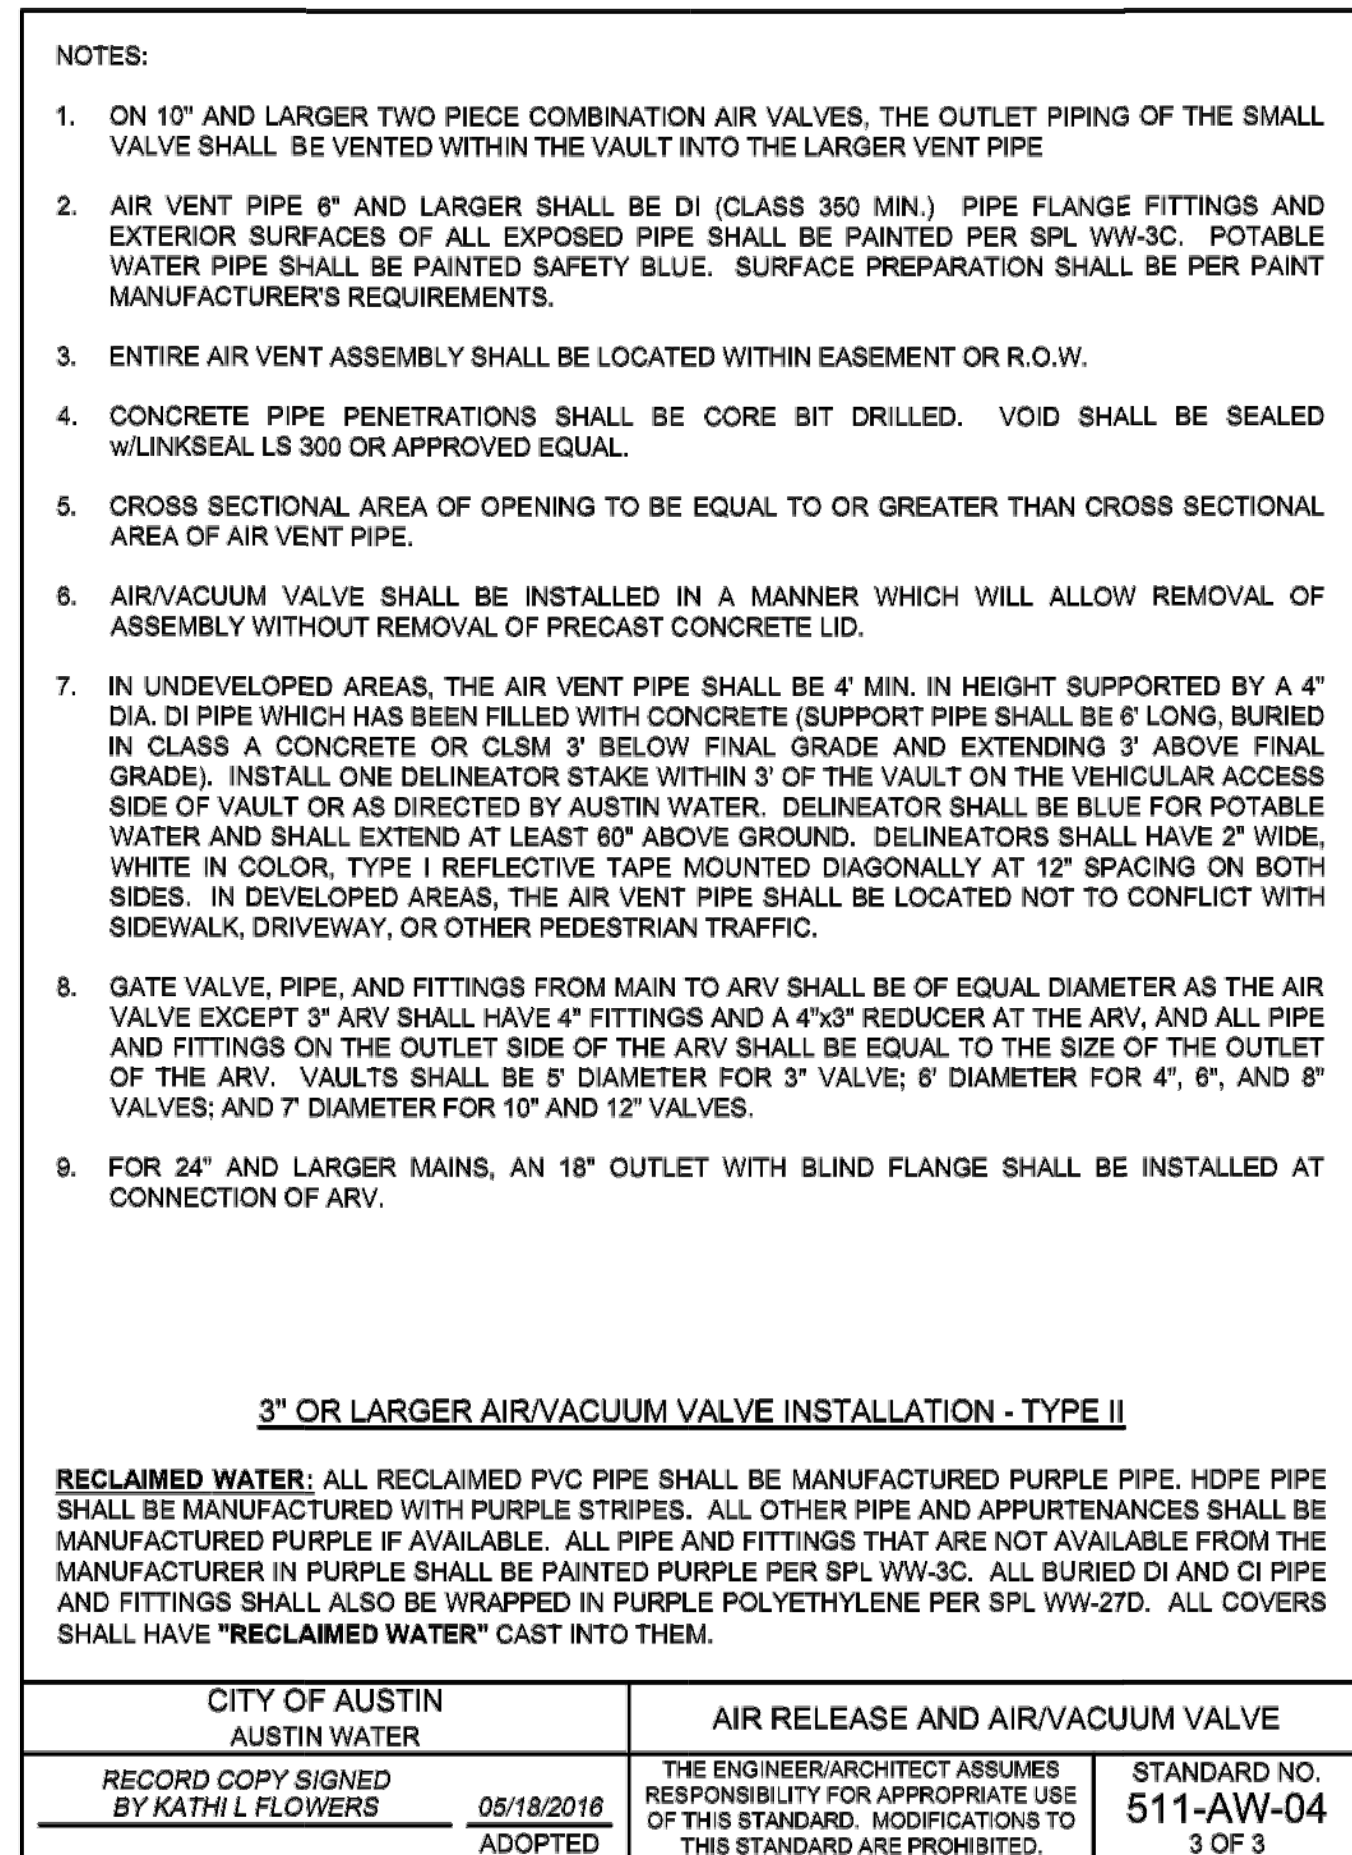 NOTES:
1. ON 10" AND LARGER TWO PIECE COMBINATION AIR VALVES, THE OUTLET PIPING OF THE SMALL
VALVE SHALL BE VENTED WITHIN THE VAULT INTO THE LARGER VENT PIPE
2. AIR VENT PIPE 6" AND LARGER SHALL BE DI (CLASS 350 MIN.) PIPE FLANGE FITTINGS AND
EXTERIOR SURFACES OF ALL EXPOSED PIPE SHALL BE PAINTED PER SPL WW-3C. POTABLE
WATER PIPE SHALL BE PAINTED SAFETY BLUE. SURFACE PREPARATION SHALL BE PER PAINT
MANUFACTURER'S REQUIREMENTS.
3. ENTIRE AIR VENT ASSEMBLY SHALL BE LOCATED WITHIN EASEMENT OR R.O.W.
4. CONCRETE PIPE PENETRATIONS SHALL BE CORE BIT DRILLED. VOID SHALL BE SEALED
w/LINKSEAL LS 300 OR APPROVED EQUAL.
5. CROSS SECTIONAL AREA OF OPENING TO BE EQUAL TO OR GREATER THAN CROSS SECTIONAL
AREA OF AIR VENT PIPE.
6. AIR/VACUUM VALVE SHALL BE INSTALLED IN A MANNER WHICH WILL ALLOW REMOVAL OF
ASSEMBLY WITHOUT REMOVAL OF PRECAST CONCRETE LID.
7. IN UNDEVELOPED AREAS, THE AIR VENT PIPE SHALL BE 4' MIN. IN HEIGHT SUPPORTED BY A 4"
DIA. DI PIPE WHICH HAS BEEN FILLED WITH CONCRETE (SUPPORT PIPE SHALL BE 6' LONG, BURIED
IN CLASS A CONCRETE OR CLSM 3' BELOW FINAL GRADE AND EXTENDING 3' ABOVE FINAL
GRADE). INSTALL ONE DELINEATOR STAKE WITHIN 3' OF THE VAULT ON THE VEHICULAR ACCESS
SIDE OF VAULT OR AS DIRECTED BY AUSTIN WATER. DELINEATOR SHALL BE BLUE FOR POTABLE
WATER AND SHALL EXTEND AT LEAST 60" ABOVE GROUND. DELINEATORS SHALL HAVE 2" WIDE,
WHITE IN COLOR, TYPE I REFLECTIVE TAPE MOUNTED DIAGONALLY AT 12" SPACING ON BOTH
SIDES. IN DEVELOPED AREAS, THE AIR VENT PIPE SHALL BE LOCATED NOT TO CONFLICT WITH
SIDEWALK, DRIVEWAY, OR OTHER PEDESTRIAN TRAFFIC.
8. GATE VALVE, PIPE, AND FITTINGS FROM MAIN TO ARV SHALL BE OF EQUAL DIAMETER AS THE AIR
VALVE EXCEPT 3" ARV SHALL HAVE 4" FITTINGS AND A 4"x3" REDUCER AT THE ARV, AND ALL PIPE
AND FITTINGS ON THE OUTLET SIDE OF THE ARV SHALL BE EQUAL TO THE SIZE OF THE OUTLET
OF THE ARV. VAULTS SHALL BE 5' DIAMETER FOR 3" VALVE; 6' DIAMETER FOR 4", 6", AND 8"
VALVES; AND 7' DIAMETER FOR 10" AND 12" VALVES.
9. FOR 24" AND LARGER MAINS, AN 18" OUTLET WITH BLIND FLANGE SHALL BE INSTALLED AT
CONNECTION OF ARV.
3" OR LARGER AIR/VACUUM VALVE INSTALLATION - TYPE II
RECLAIMED WATER: ALL RECLAIMED PVC PIPE SHALL BE MANUFACTURED PURPLE PIPE. HDPE PIPE
SHALL BE MANUFACTURED WITH PURPLE STRIPES. ALL OTHER PIPE AND APPURTENANCES SHALL BE
MANUFACTURED PURPLE IF AVAILABLE. ALL PIPE AND FITTINGS THAT ARE NOT AVAILABLE FROM THE
MANUFACTURER IN PURPLE SHALL BE PAINTED PURPLE PER SPL WW-3C. ALL BURIED DI AND CI PIPE
AND FITTINGS SHALL ALSO BE WRAPPED IN PURPLE POLYETHYLENE PER SPL WW-27D. ALL COVERS
SHALL HAVE "RECLAIMED WATER" CAST INTO THEM.
CITY OF AUSTIN
AUSTIN WATER
AIR RELEASE AND AIR/VACUUM VALVE
RECORD COPY SIGNED
BY KATHI L FLOWERS
05/18/2016
ADOPTED
THE ENGINEER/ARCHITECT ASSUMES
RESPONSIBILITY FOR APPROPRIATE USE
OF THIS STANDARD. MODIFICATIONS TO
THIS STANDARD ARE PROHIBITED.
STANDARD NO.
511-AW-04
3 OF 3